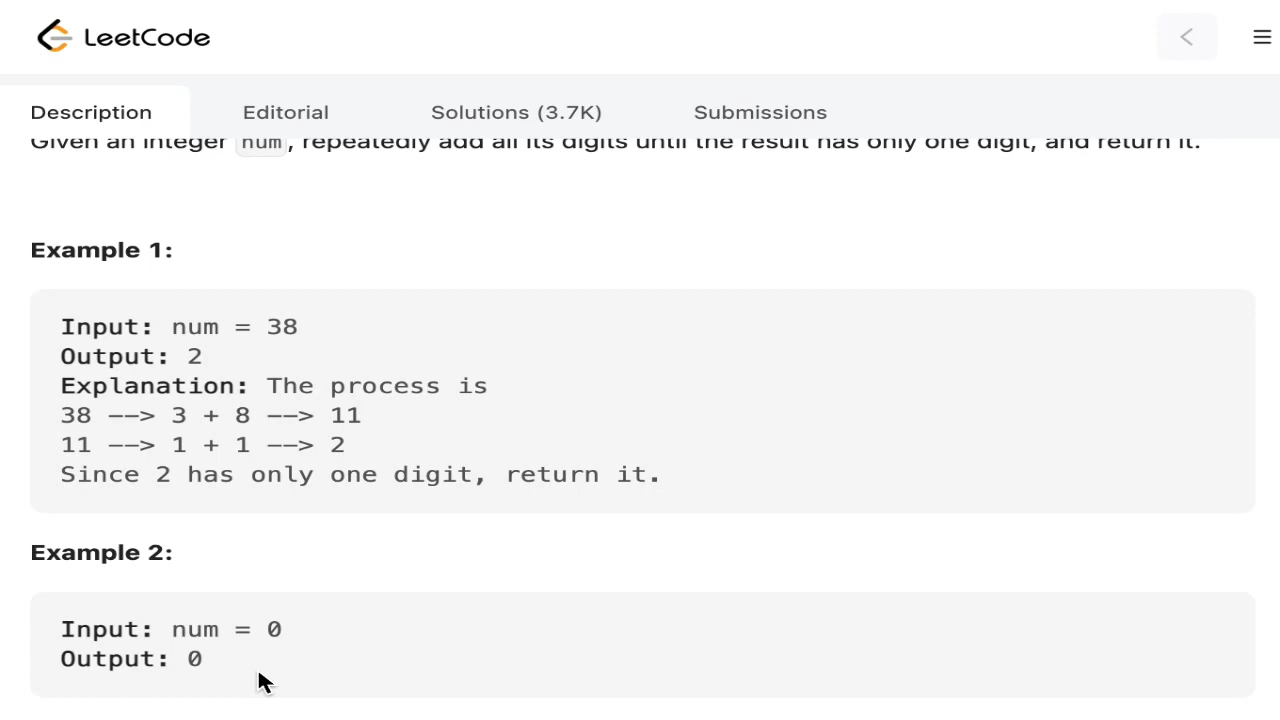 LeetCode
Description Editorial Solutions (3.7K) Submissions
Given an integer num, repeatedly add all its digits until the result has only one digit, and return it.
Example 1:
Input: num = 38
Output: 2
Explanation: The process is
38 --> 3 + 8 --> 11
11 --> 1 + 1 --> 2
Since 2 has only one digit, return it.
Example 2:
Input: num = 0
Output: 0